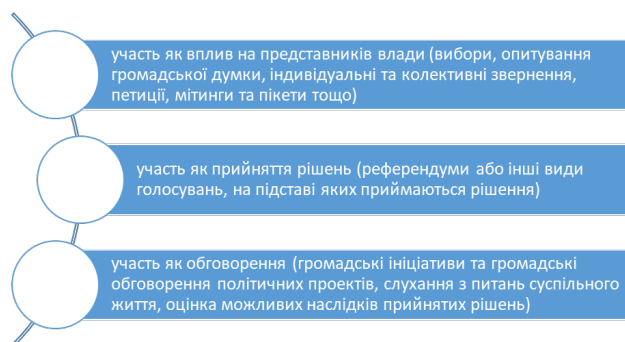 участь як вплив на представників влади (вибори, опитування
громадської думки, індивідуальні та колективні звернення,
петиції, мітинги та пікети тощо)
участь як прийняття рішень (референдуми або інші види
голосувань, на підставі яких приймаються рішення)
участь як обговорення (громадські ініціативи та громадські
обговорення політичних проектів, слухання з питань суспільного
життя, оцінка можливих наслідків прийнятих рішень)